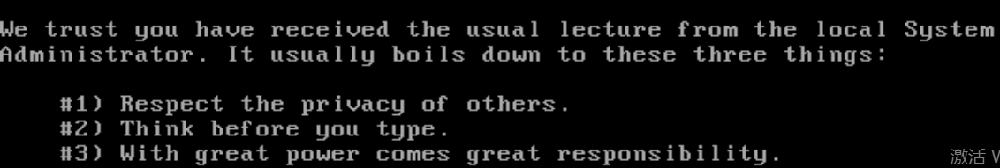 We trust you have received the usual lecture from the local System
Administrator. It usually boils down to these three things:
#1) Respect the privacy of others.
#2) Think before you type.
#3) With great power comes great responsibility.
激活